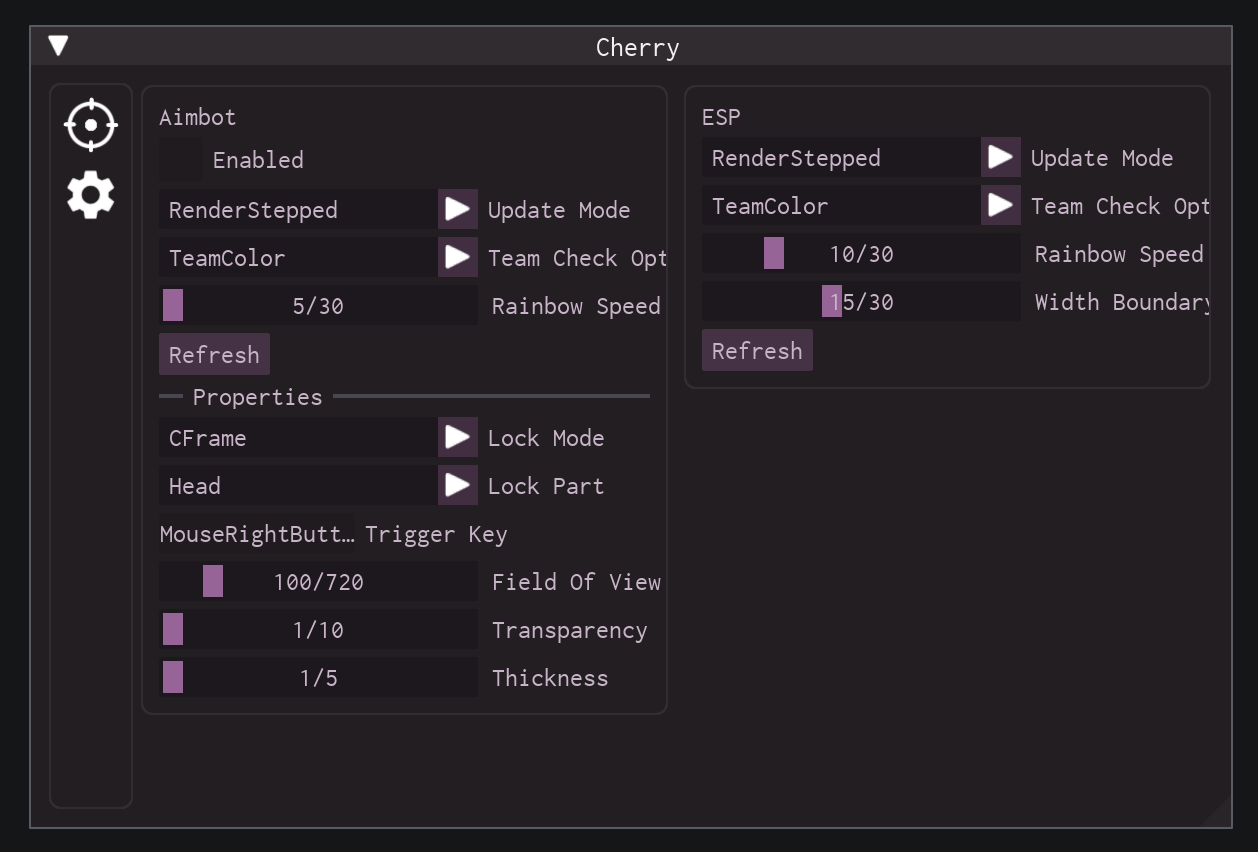 Cherry
Aimbot
Enabled
RenderStepped Update Mode
TeamColor Team Check Opt
5/30 Rainbow Speed
Refresh
Properties
CFrame Lock Mode
Head Lock Part
MouseRightButt… Trigger Key
100/720 Field Of View
1/10 Transparency
1/5 Thickness
ESP
RenderStepped Update Mode
TeamColor Team Check Opt
10/30 Rainbow Speed
15/30 Width Boundary
Refresh